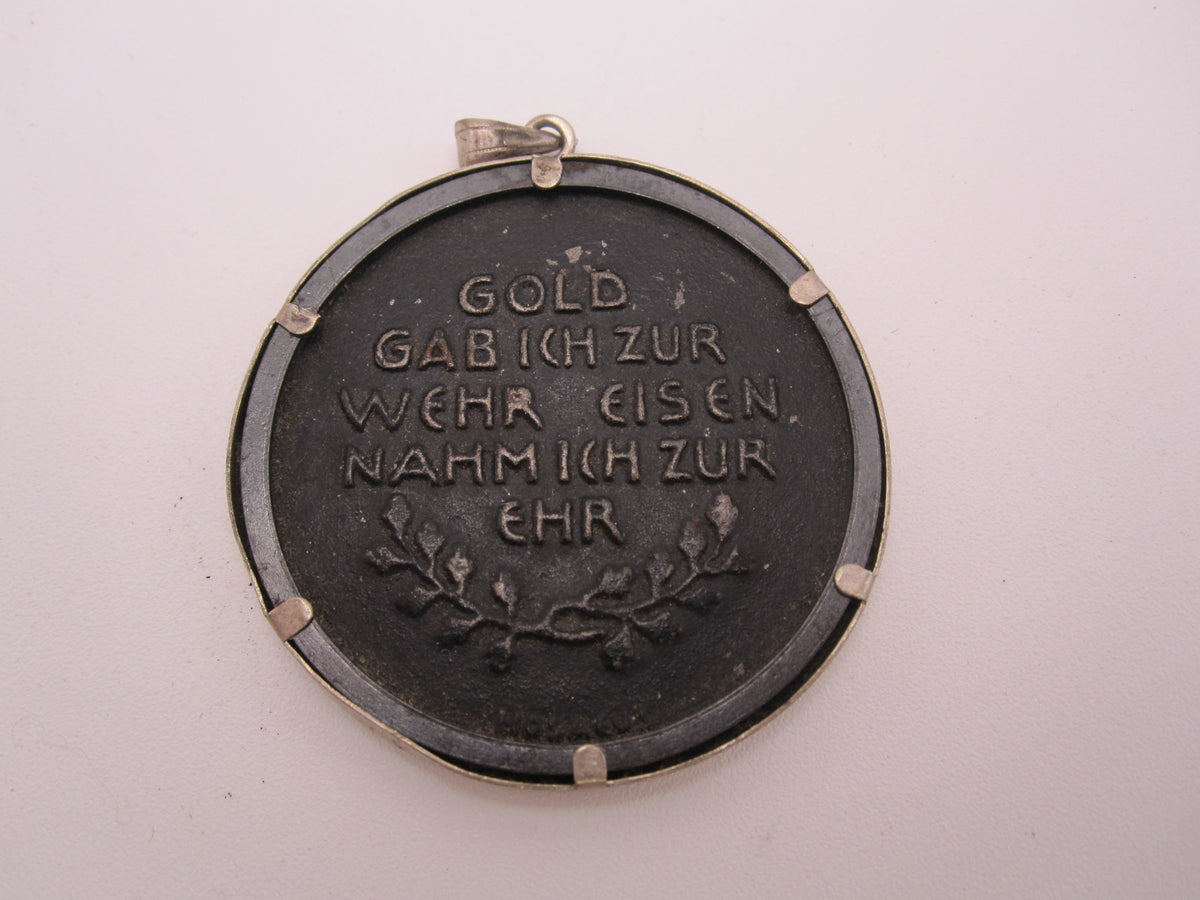 GOLD
GAB ICH ZUR
WEHR EISEN
NAHM ICH ZUR
EHR